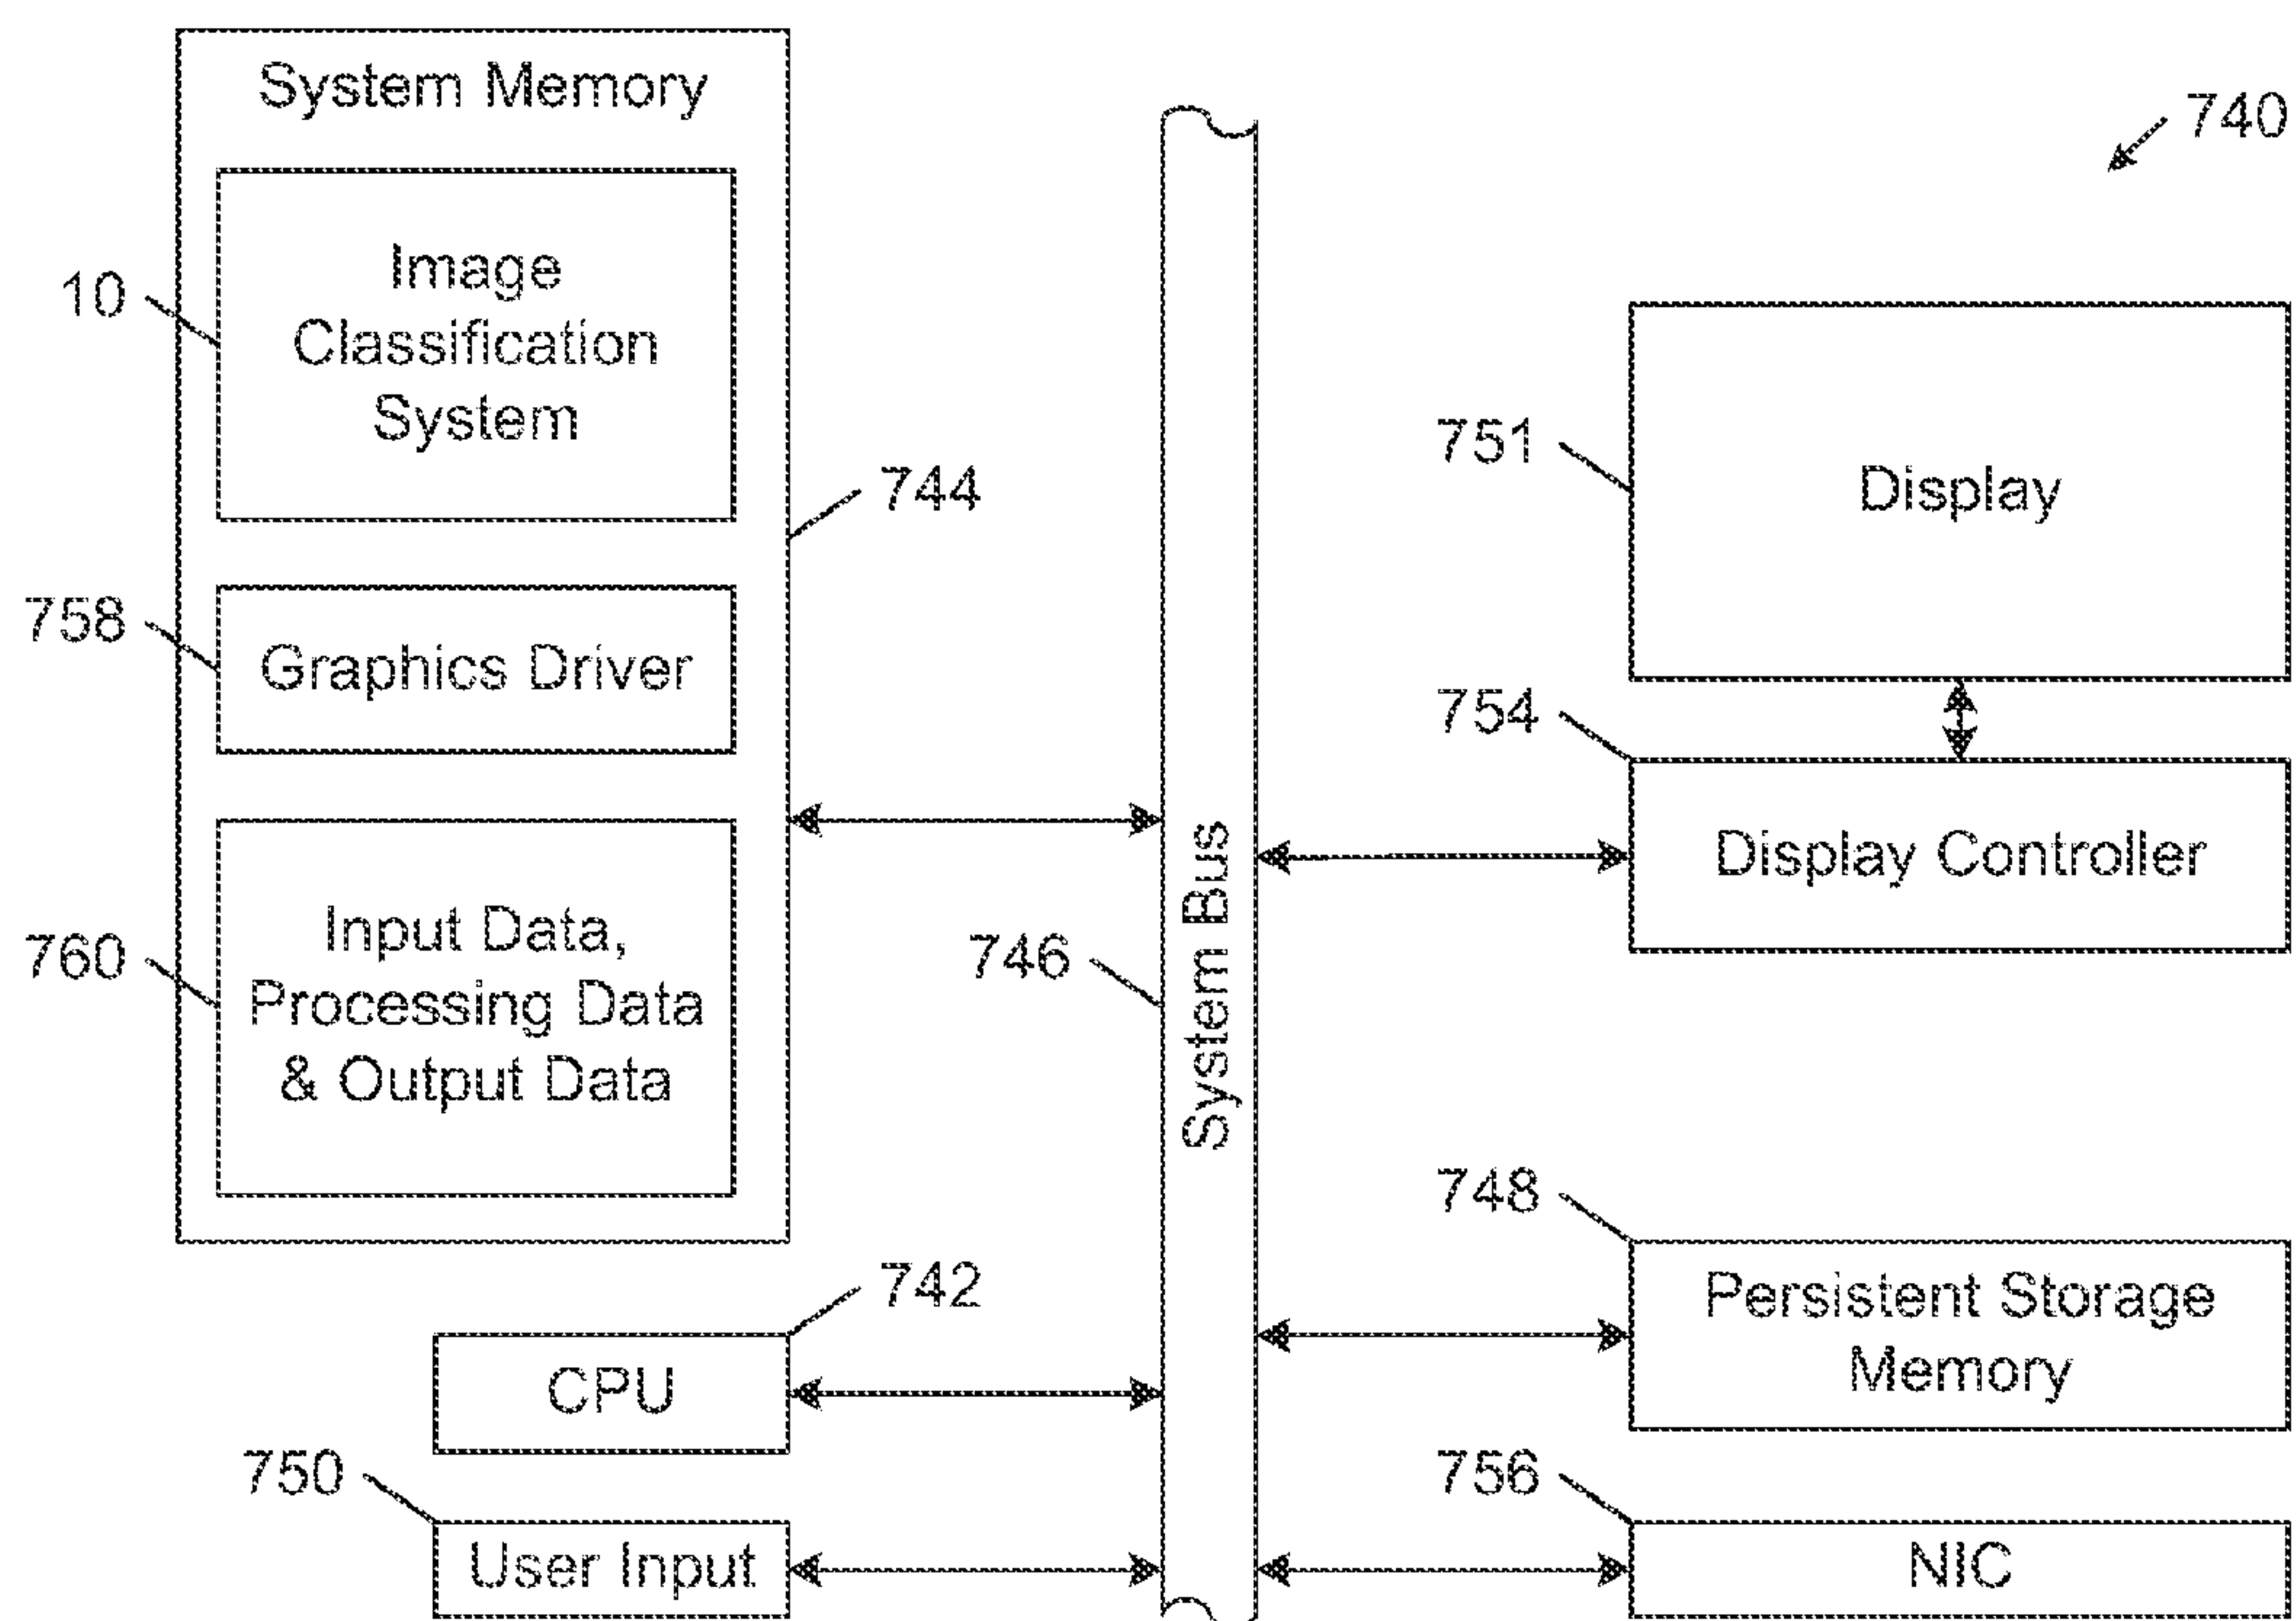 System Memory
740
Image
Classification
System
10
744
751
Display
758
Graphics Driver
754
Display Controller
Input Data,
Processing Data
& Output Data
760
746
System Bus
748
Persistent Storage
Memory
742
CPU
750
User Input
756
NIC